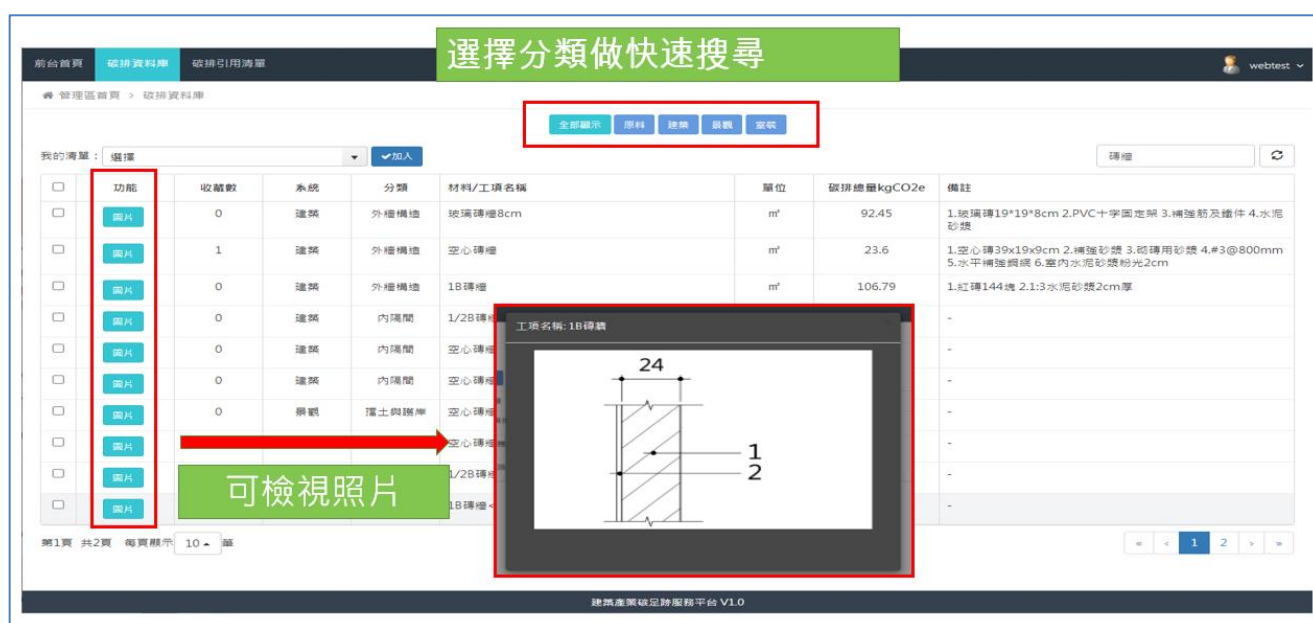 選擇分類做快速搜尋
前台首頁 碳排資料庫 碳排引用清單 webtest
管理區首頁 > 碳排資料庫
全部顯示 原料 建築 景觀 室裝
我的清單： 選擇 加入 磚牆
功能 收藏數 系統 分類 材料/工項名稱 單位 碳排總量kgCO2e 備註
圖片 0 建築 外牆構造 玻璃磚牆8cm m² 92.45 1.玻璃磚19*19*8cm 2.PVC十字固定架 3.補強筋及鐵件 4.水泥砂漿
圖片 1 建築 外牆構造 空心磚牆 m² 23.6 1.空心磚39x19x9cm 2.補強砂漿 3.砌磚用砂漿 4.#3@800mm
5.水平補強鋼網 6.室內水泥砂漿粉光2cm
圖片 0 建築 外牆構造 1B磚牆 m² 106.79 1.紅磚144塊 2.1:3水泥砂漿2cm厚
圖片 0 建築 內隔間 1/2B磚牆 -
工項名稱:1B磚牆
圖片 0 建築 內隔間 空心磚牆 -
24
圖片 0 建築 內隔間 空心磚牆 -
圖片 0 景觀 擋土與護岸 空心磚牆 -
圖片 空心磚牆 -
1
2
圖片 1/2B磚牆 -
可檢視照片
圖片 1B磚牆< -
第1頁 共2頁 每頁顯示 10 筆 « < 1 2 > »
建築產業碳足跡服務平台 V1.0